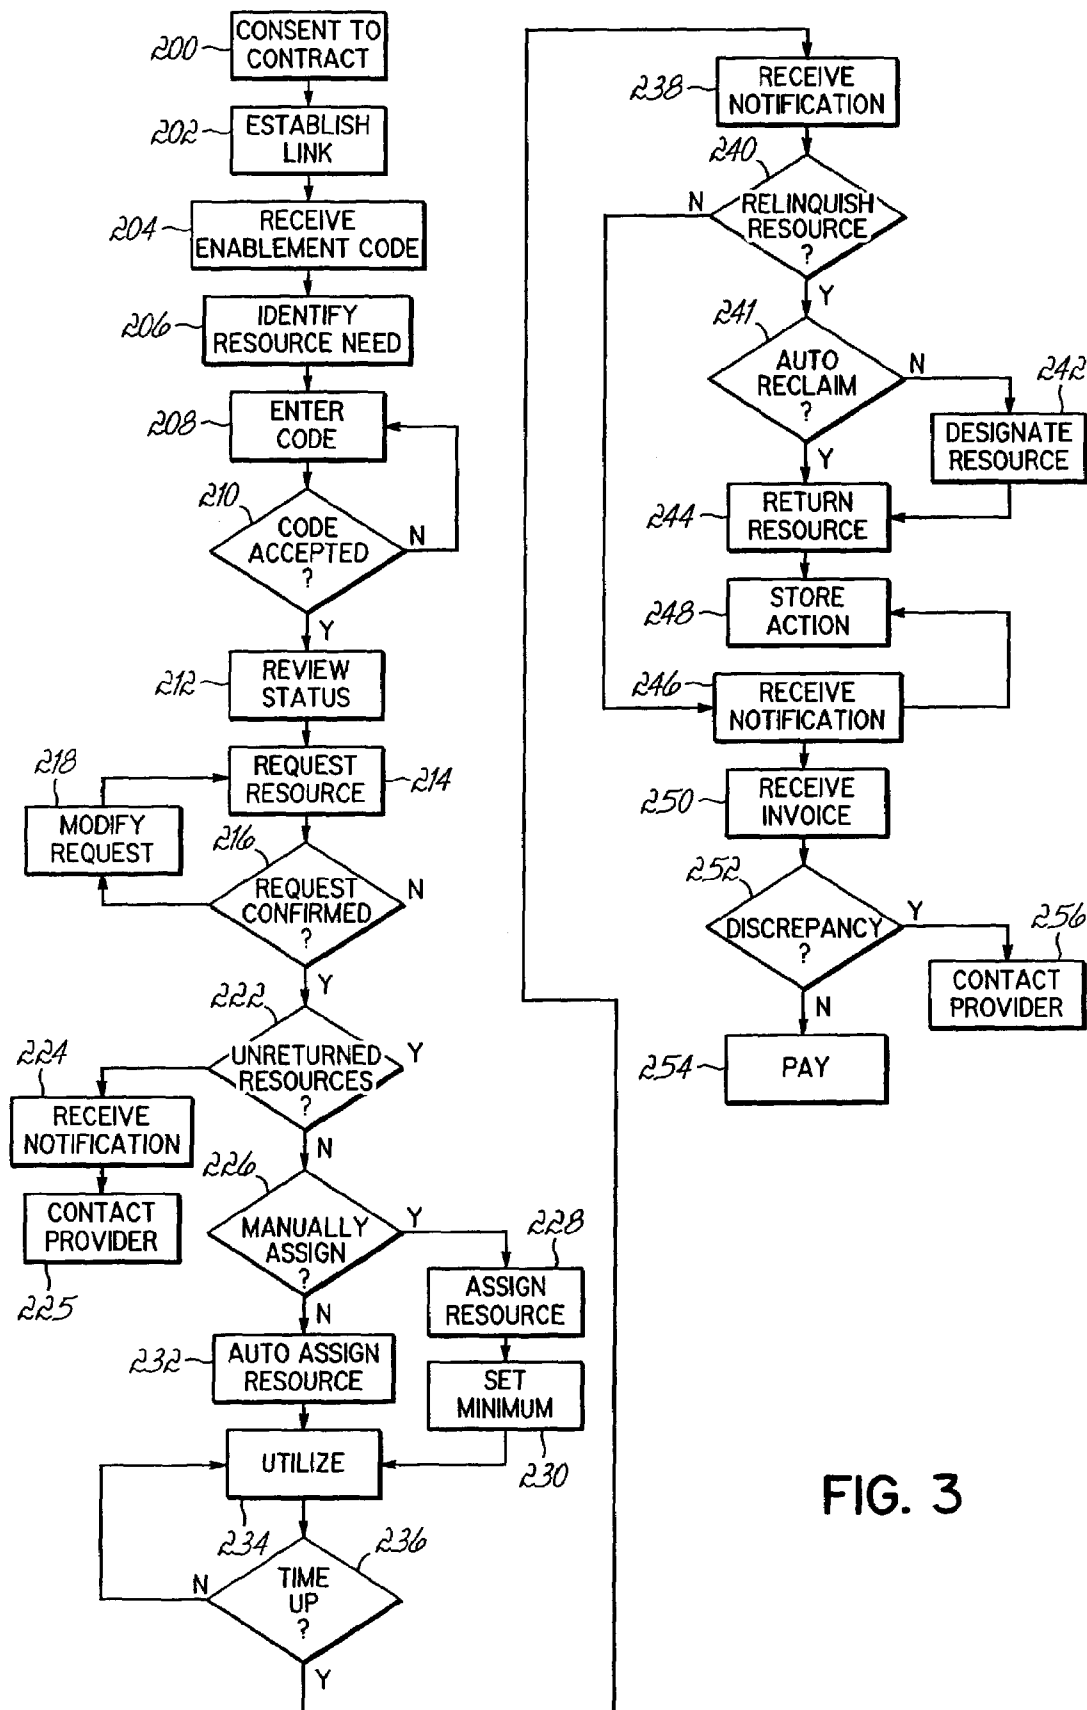 200
CONSENT TO
CONTRACT
202
ESTABLISH
LINK
204
RECEIVE
ENABLEMENT CODE
206
IDENTIFY
RESOURCE NEED
208
ENTER
CODE
210
CODE
ACCEPTED
?
N
Y
212
REVIEW
STATUS
218
MODIFY
REQUEST
REQUEST
RESOURCE
214
216
REQUEST
CONFIRMED
?
N
Y
222
UNRETURNED
RESOURCES
?
Y
224
RECEIVE
NOTIFICATION
CONTACT
PROVIDER
225
N
226
MANUALLY
ASSIGN
?
Y
228
ASSIGN
RESOURCE
SET
MINIMUM
230
N
232
AUTO ASSIGN
RESOURCE
UTILIZE
234
236
TIME
UP
?
N
Y
238
RECEIVE
NOTIFICATION
240
N
RELINQUISH
RESOURCE
?
Y
241
AUTO
RECLAIM
?
N
242
DESIGNATE
RESOURCE
Y
244
RETURN
RESOURCE
248
STORE
ACTION
246
RECEIVE
NOTIFICATION
250
RECEIVE
INVOICE
252
DISCREPANCY
?
Y
256
CONTACT
PROVIDER
N
254
PAY
FIG. 3